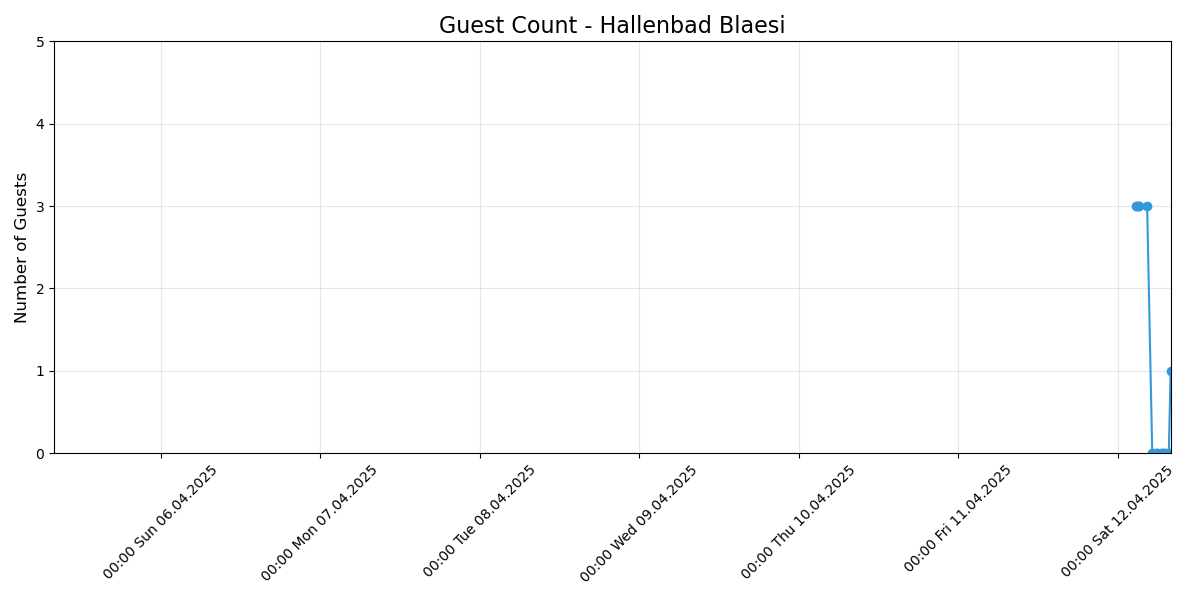 Guest Count - Hallenbad Blaesi
Number of Guests
5
4
3
2
1
0
00:00 Sun 06.04.2025
00:00 Mon 07.04.2025
00:00 Tue 08.04.2025
00:00 Wed 09.04.2025
00:00 Thu 10.04.2025
00:00 Fri 11.04.2025
00:00 Sat 12.04.2025